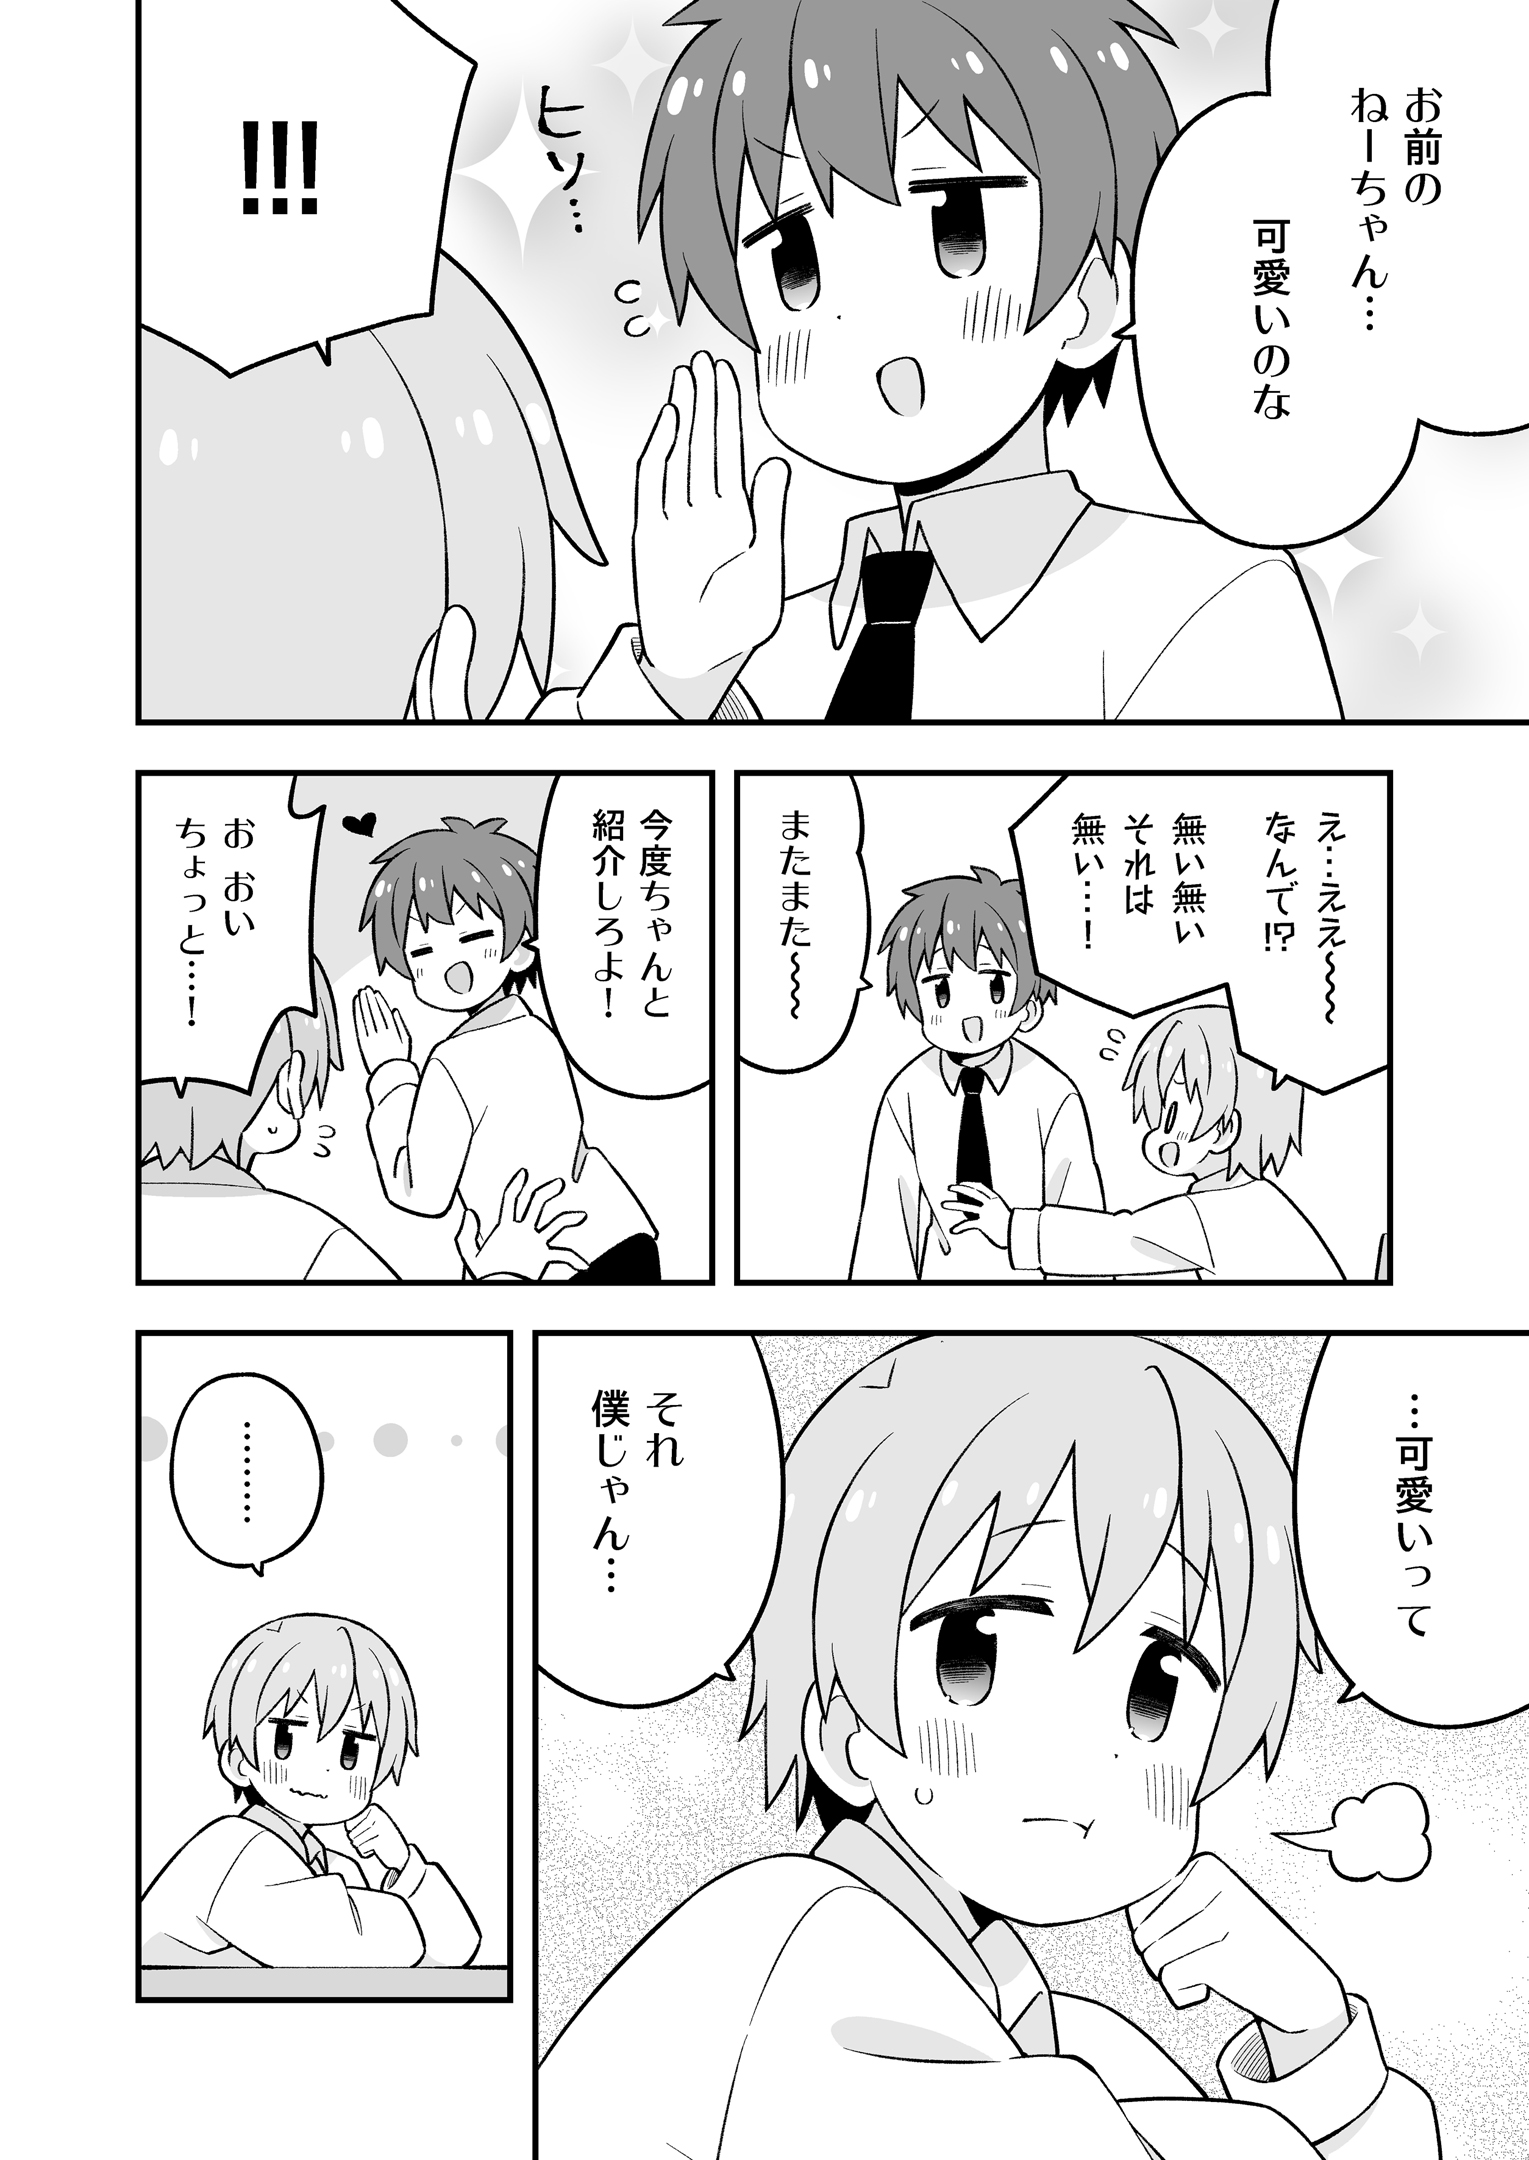 お前の
ねーちゃん…
可愛いのな
ヒソ…
!!!
え…ええ〜〜
なんで!?
無い無い
それは
無い…!
またまた〜〜
今度ちゃんと
紹介しろよ!
お おい
ちょっと…!
…可愛いって
それ
僕じゃん…
………